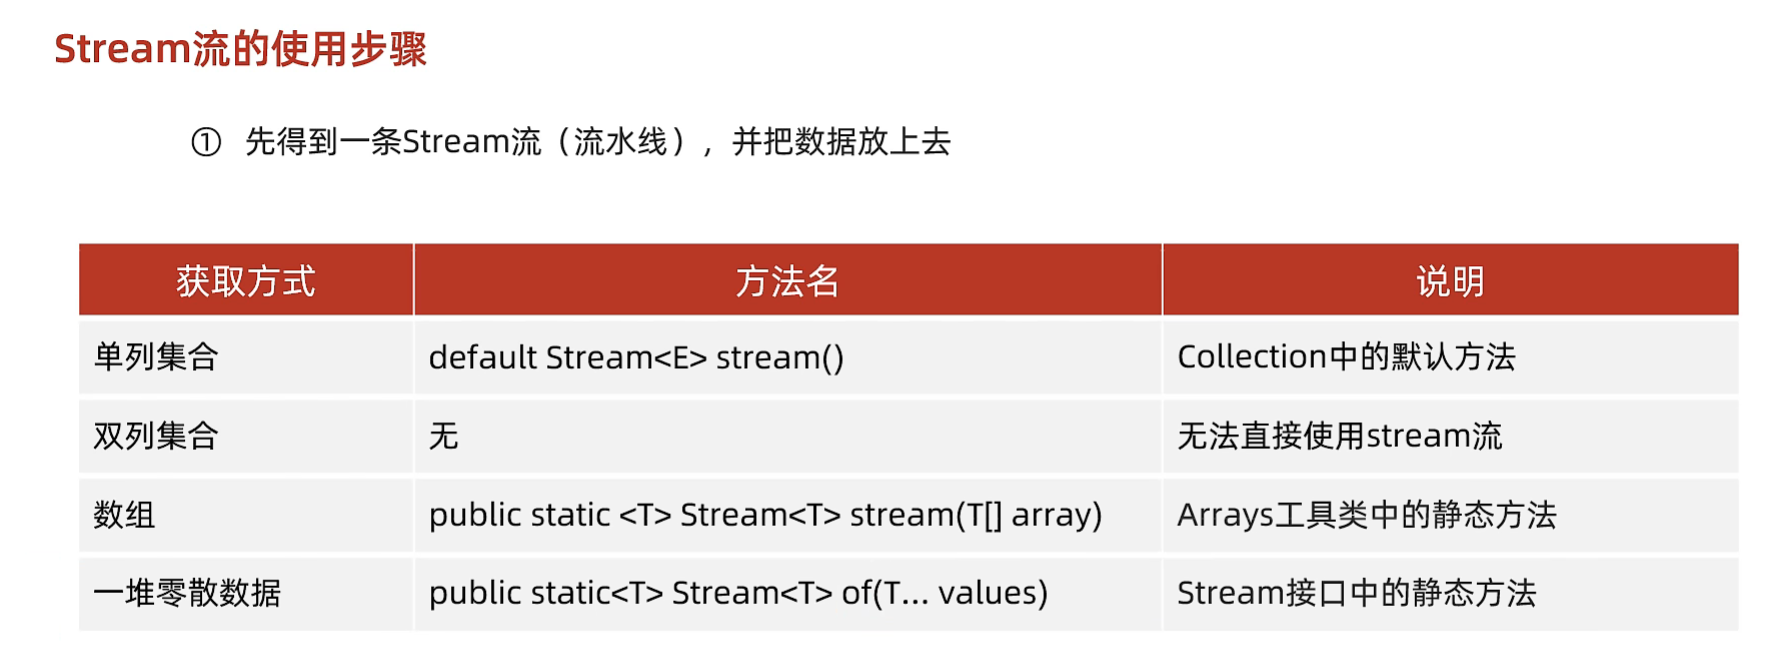 Stream流的使用步骤
① 先得到一条Stream流（流水线），并把数据放上去
获取方式 方法名 说明
单列集合 default Stream<E> stream() Collection中的默认方法
双列集合 无 无法直接使用stream流
数组 public static <T> Stream<T> stream(T[] array) Arrays工具类中的静态方法
一堆零散数据 public static<T> Stream<T> of(T... values) Stream接口中的静态方法